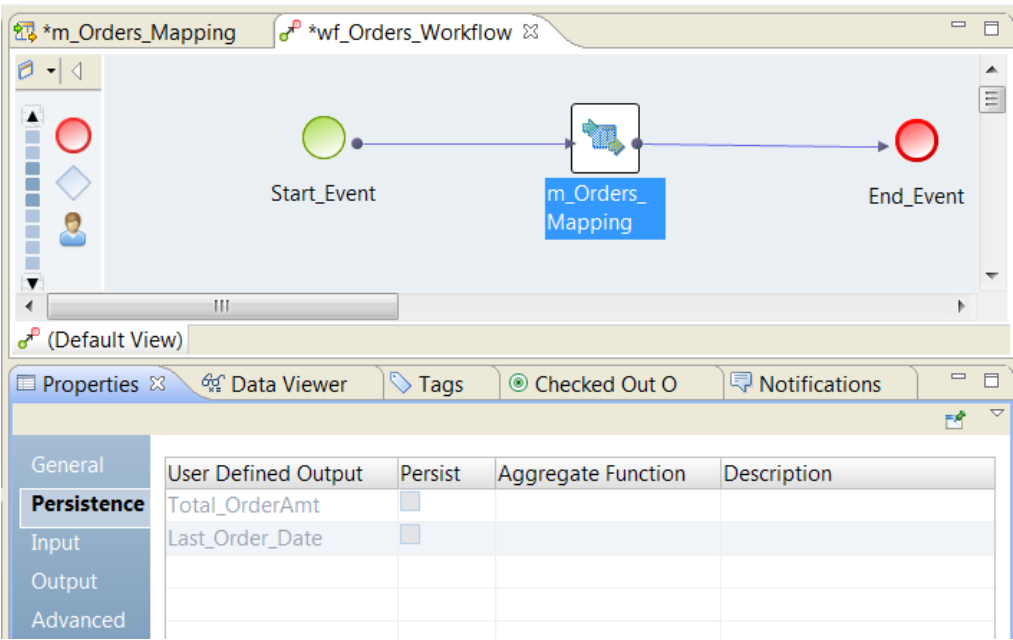 *m_Orders_Mapping *wf_Orders_Workflow
Start_Event
m_Orders_
Mapping
End_Event
(Default View)
Properties Data Viewer Tags Checked Out O Notifications
General
Persistence
Input
Output
Advanced
User Defined Output Persist Aggregate Function Description
Total_OrderAmt
Last_Order_Date